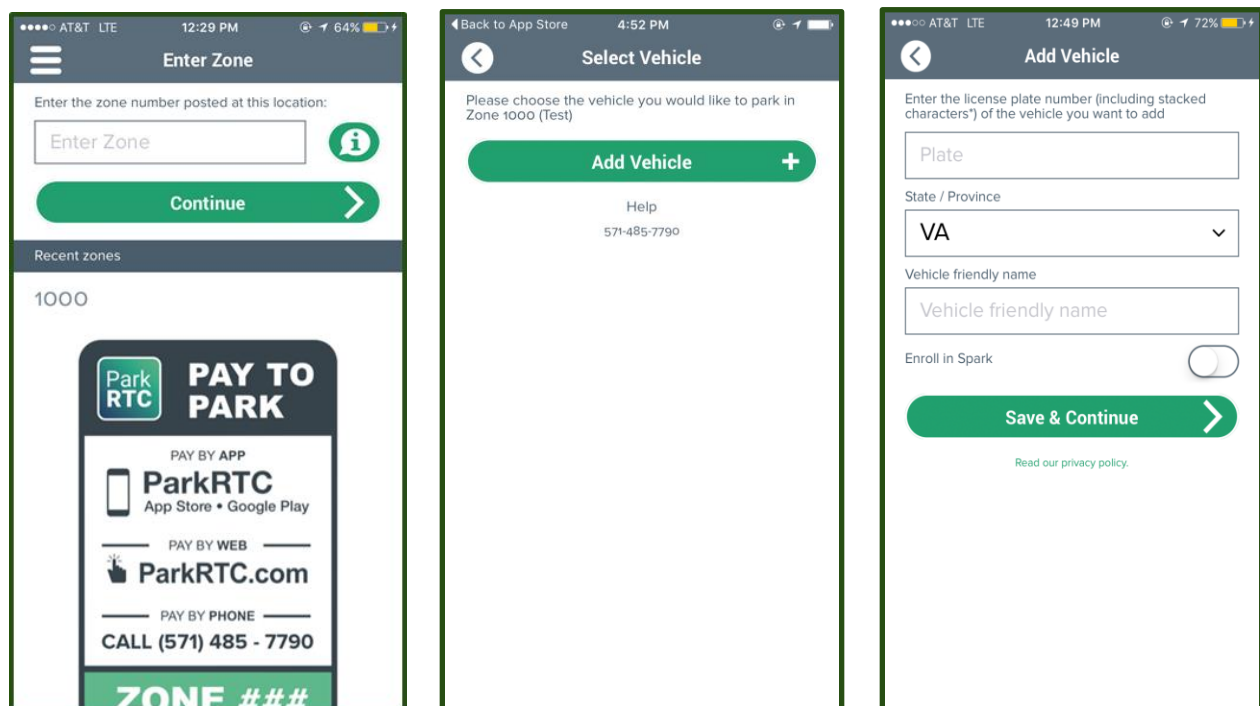 ●●●●○ AT&T LTE 12:29 PM 64%
Enter Zone
Enter the zone number posted at this location:
Enter Zone
Continue
Recent zones
1000
Park
RTC
PAY TO
PARK
PAY BY APP
ParkRTC
App Store • Google Play
PAY BY WEB
ParkRTC.com
PAY BY PHONE
CALL (571) 485 - 7790
ZONE ###
Back to App Store 4:52 PM
Select Vehicle
Please choose the vehicle you would like to park in
Zone 1000 (Test)
Add Vehicle +
Help
571-485-7790
●●●○○ AT&T LTE 12:49 PM 72%
Add Vehicle
Enter the license plate number (including stacked
characters*) of the vehicle you want to add
Plate
State / Province
VA
Vehicle friendly name
Vehicle friendly name
Enroll in Spark
Save & Continue
Read our privacy policy.